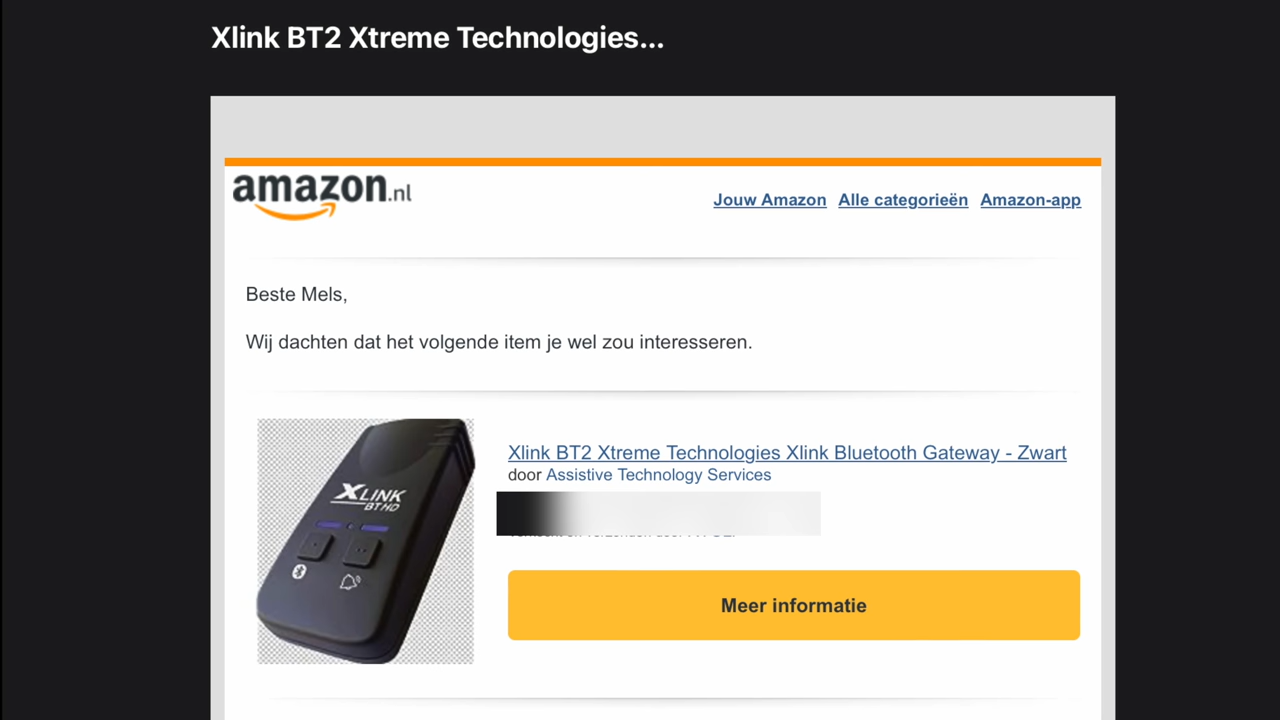 Xlink BT2 Xtreme Technologies...
amazon.nl
Jouw Amazon Alle categorieën Amazon-app
Beste Mels,
Wij dachten dat het volgende item je wel zou interesseren.
XLINK
BT HD
Xlink BT2 Xtreme Technologies Xlink Bluetooth Gateway - Zwart
door Assistive Technology Services
Meer informatie